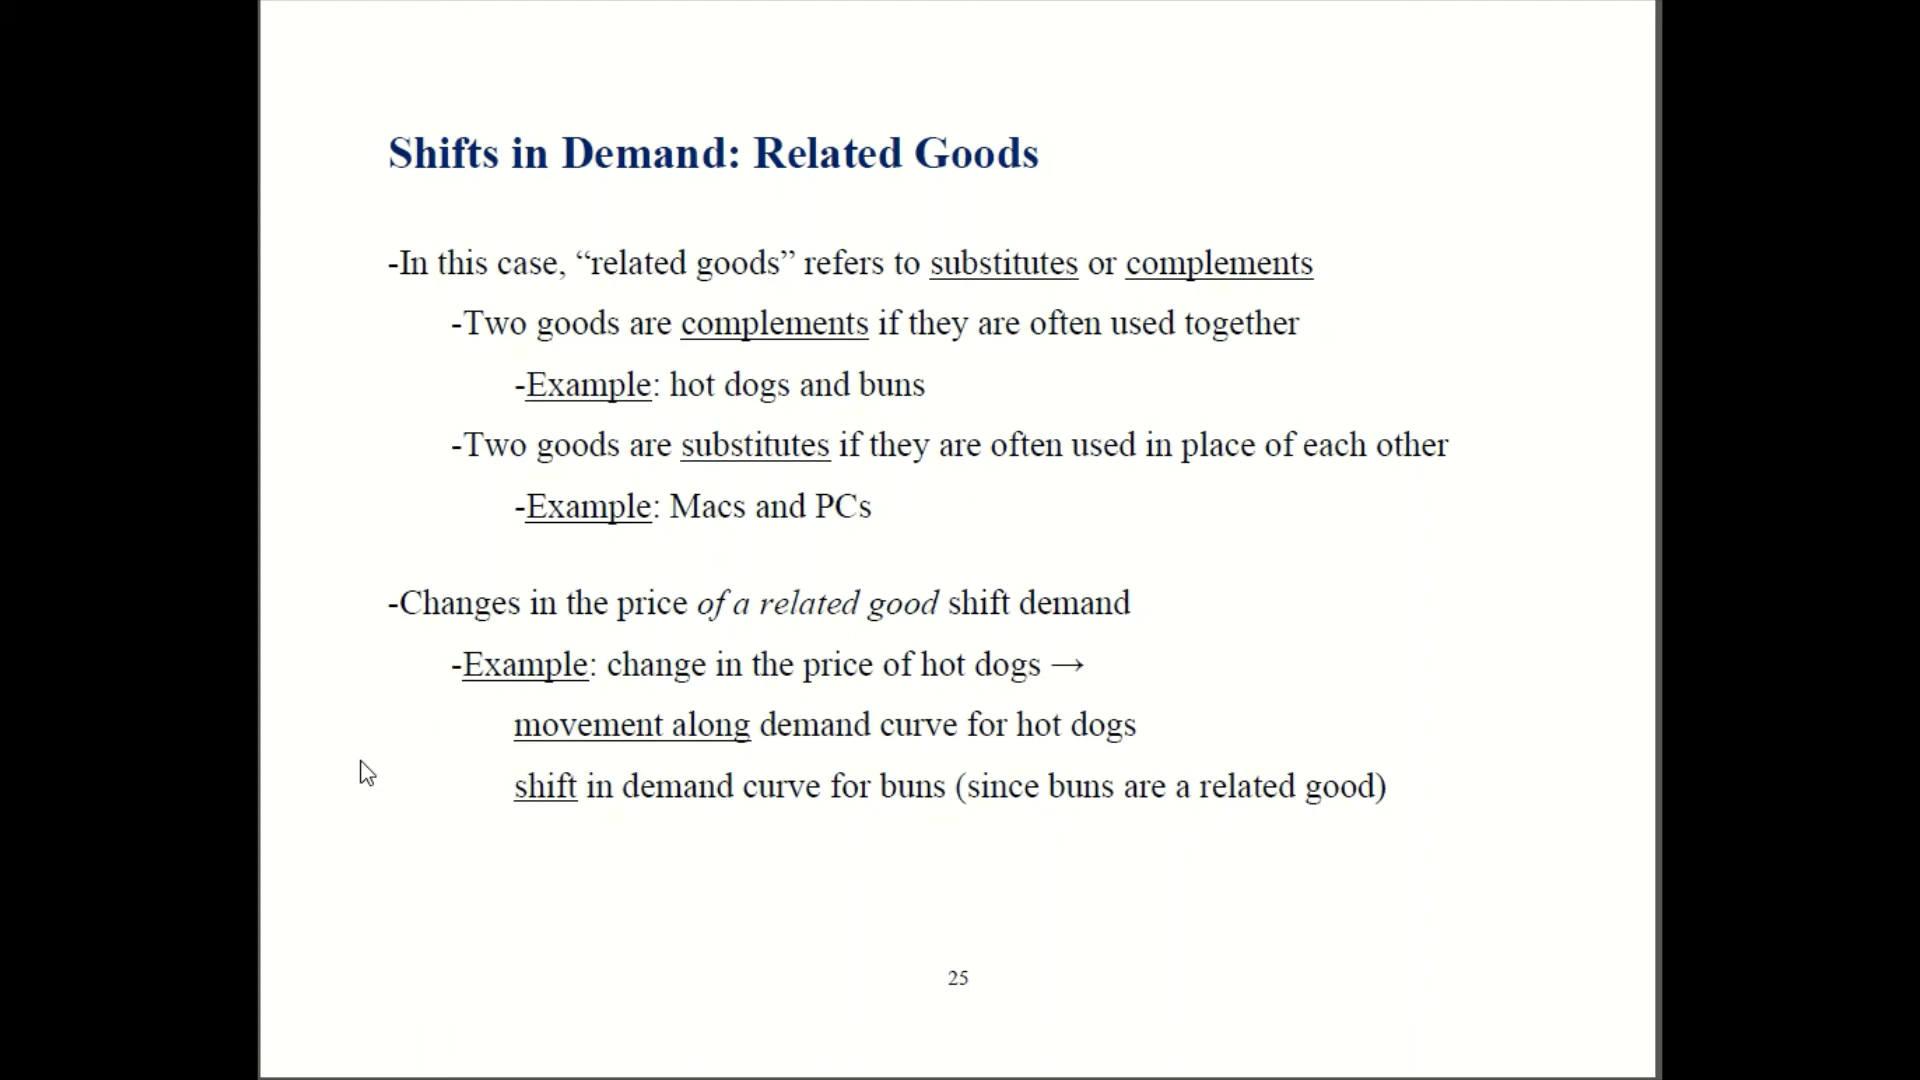 Shifts in Demand: Related Goods
-In this case, “related goods” refers to substitutes or complements
-Two goods are complements if they are often used together
-Example: hot dogs and buns
-Two goods are substitutes if they are often used in place of each other
-Example: Macs and PCs
-Changes in the price of a related good shift demand
-Example: change in the price of hot dogs →
movement along demand curve for hot dogs
shift in demand curve for buns (since buns are a related good)
25